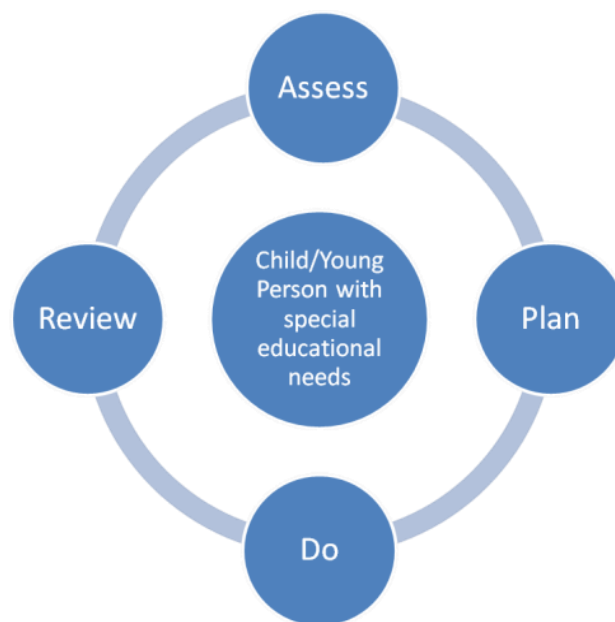 Assess
Child/Young
Person with
special
educational
needs
Review
Plan
Do